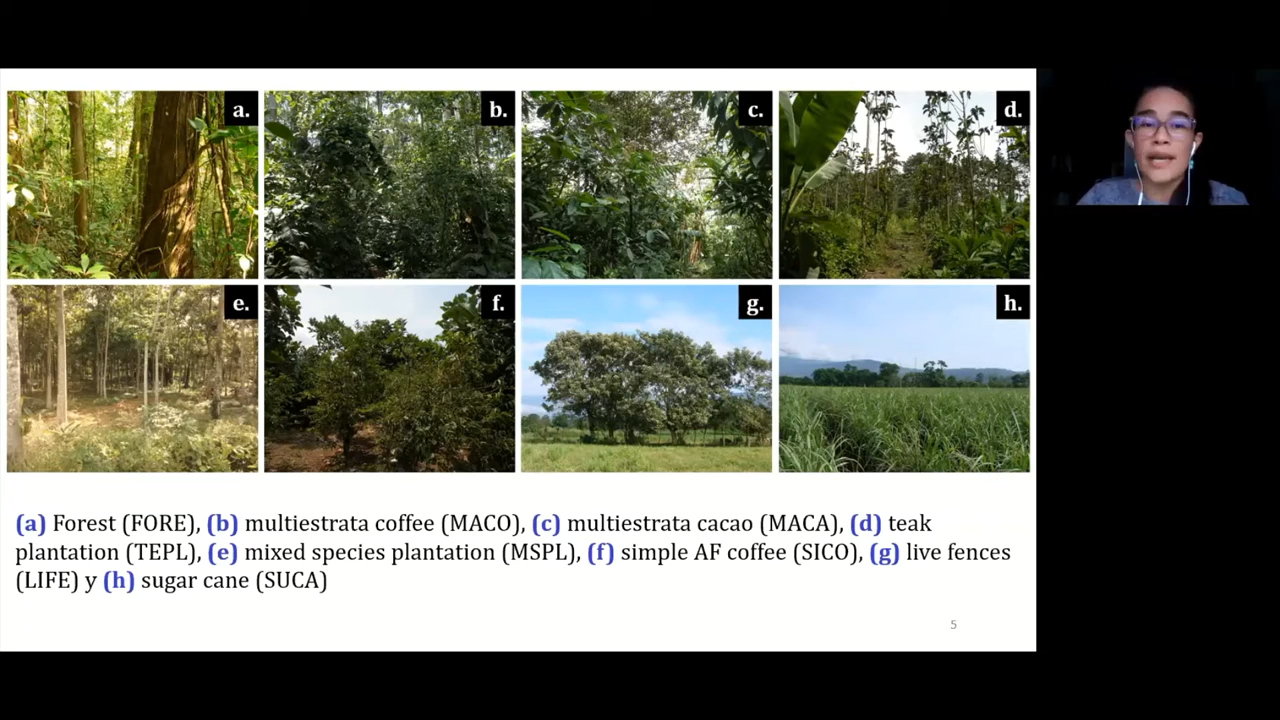 a.
b.
c.
d.
e.
f.
g.
h.
(a) Forest (FORE), (b) multiestrata coffee (MACO), (c) multiestrata cacao (MACA), (d) teak
plantation (TEPL), (e) mixed species plantation (MSPL), (f) simple AF coffee (SICO), (g) live fences
(LIFE) y (h) sugar cane (SUCA)
5